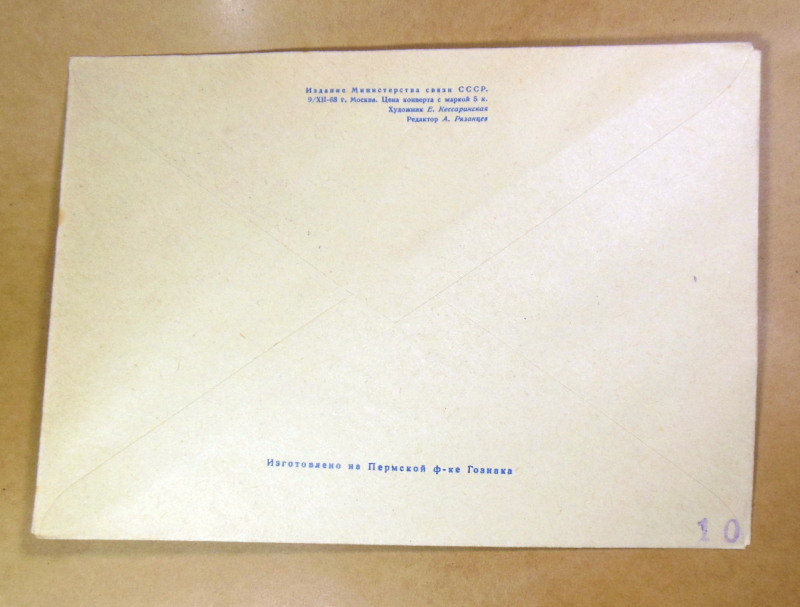 Издание Министерства связи СССР.
9/XII-68 г. Москва. Цена конверта с маркой 5 к.
Художник Е. Кессаринская
Редактор А. Рязанцев
Изготовлено на Пермской ф-ке Гознака
10